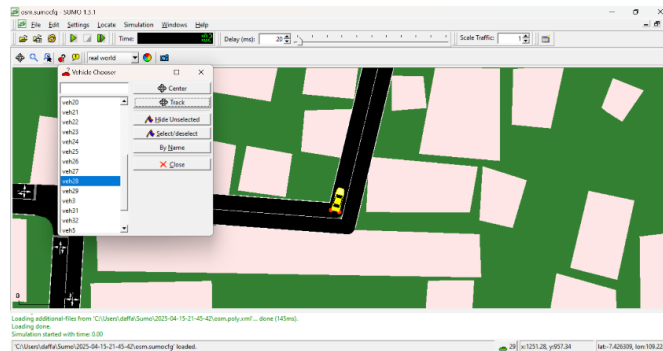 osm.sumocfg - SUMO 1.3.1
File Edit Settings Locate Simulation Windows Help
Time: Delay (ms): 20 Scale Traffic: 1
real world
Vehicle Chooser
Center
veh20 Track
veh21
veh22 Hide Unselected
veh23
veh24 Select/deselect
veh25
veh26 By Name
veh27
veh28 Close
veh29
veh3
veh31
veh32
veh5
0
Loading additional-files from 'C:\Users\daffa\Sumo\2025-04-15-21-45-42\osm.poly.xml'... done (145ms).
Loading done.
Simulation started with time: 0.00
'C:\Users\daffa\Sumo\2025-04-15-21-45-42\osm.sumocfg' loaded. 29 x:1251.28, y:957.34 lat:-7.426309, lon:109.22